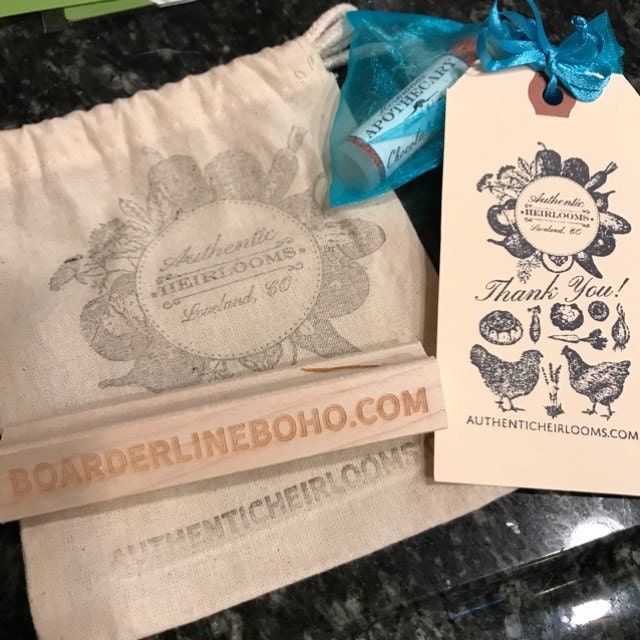 Authentic
HEIRLOOMS
Loveland, CO
BOARDERLINEBOHO.COM
AUTHENTICHEIRLOOMS
APOTHECARY
Authentic
HEIRLOOMS
Loveland, CO
Thank You!
AUTHENTICHEIRLOOMS.COM